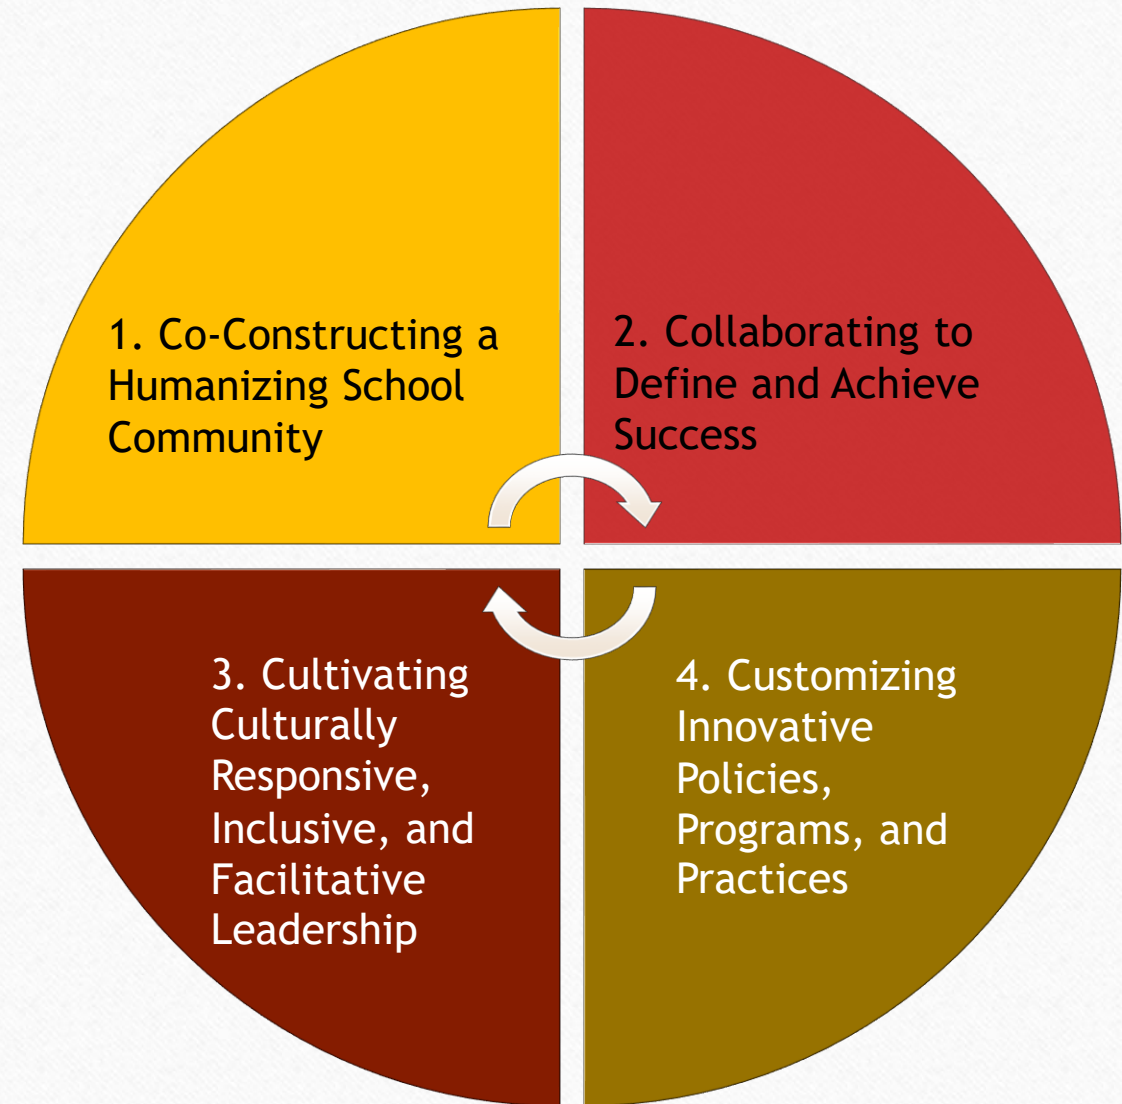 1. Co-Constructing a
Humanizing School
Community
2. Collaborating to
Define and Achieve
Success
3. Cultivating
Culturally
Responsive,
Inclusive, and
Facilitative
Leadership
4. Customizing
Innovative
Policies,
Programs, and
Practices